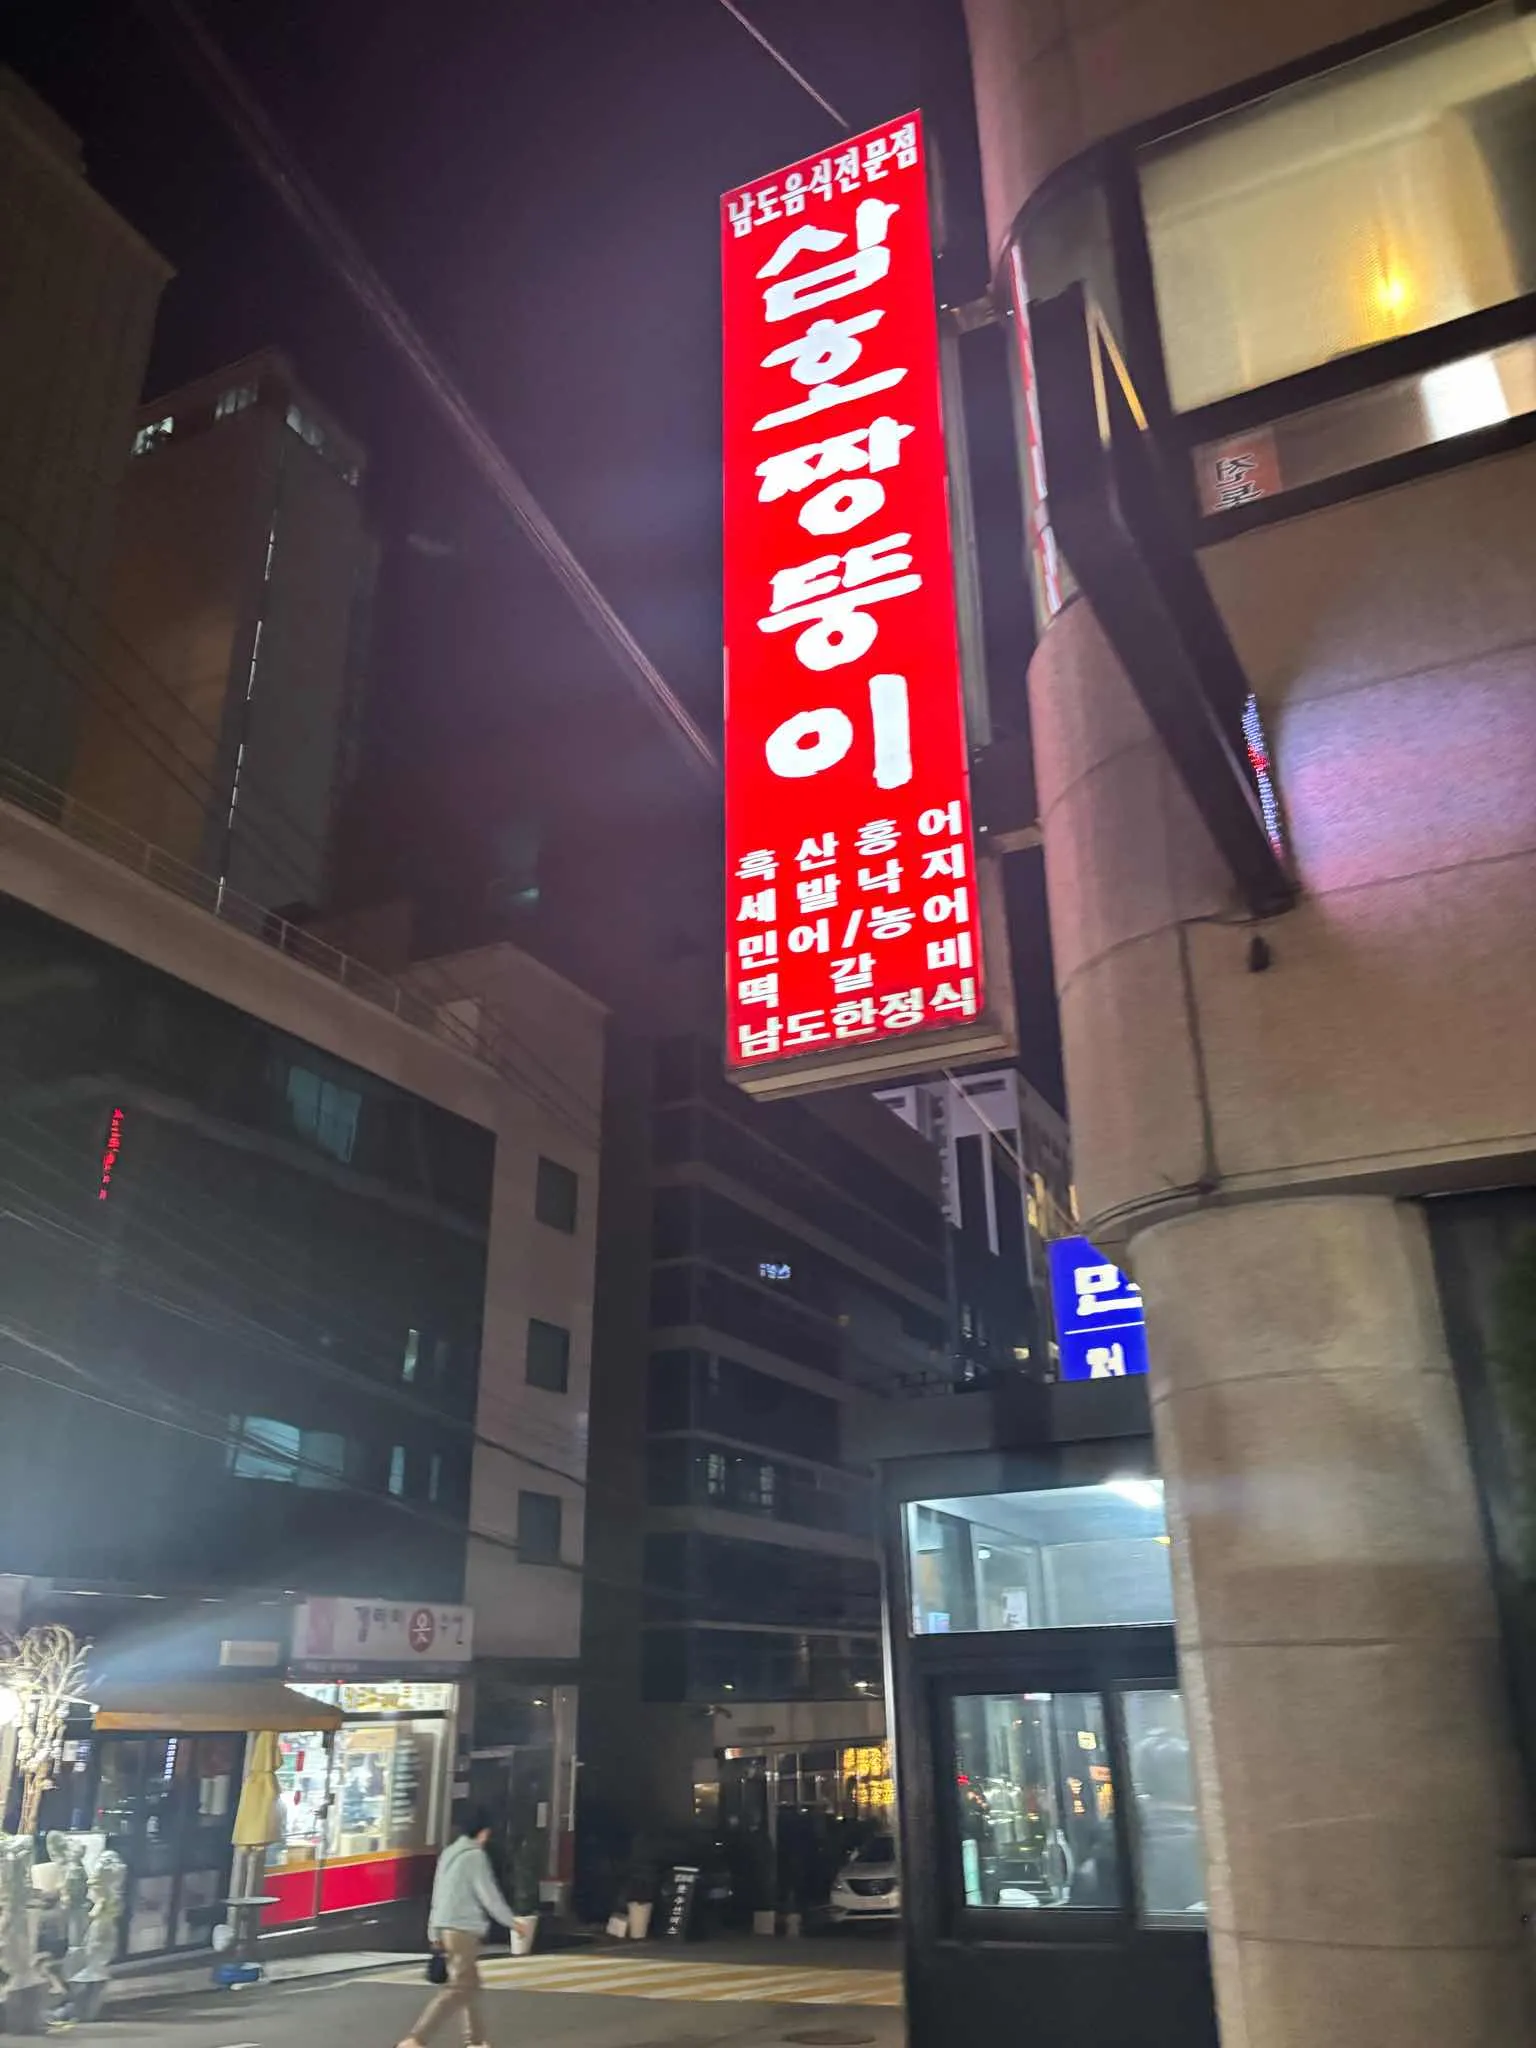 남도음식전문점
삼호짱뚱이
흑산홍어
세발낙지
민어/농어
떡갈비
남도한정식